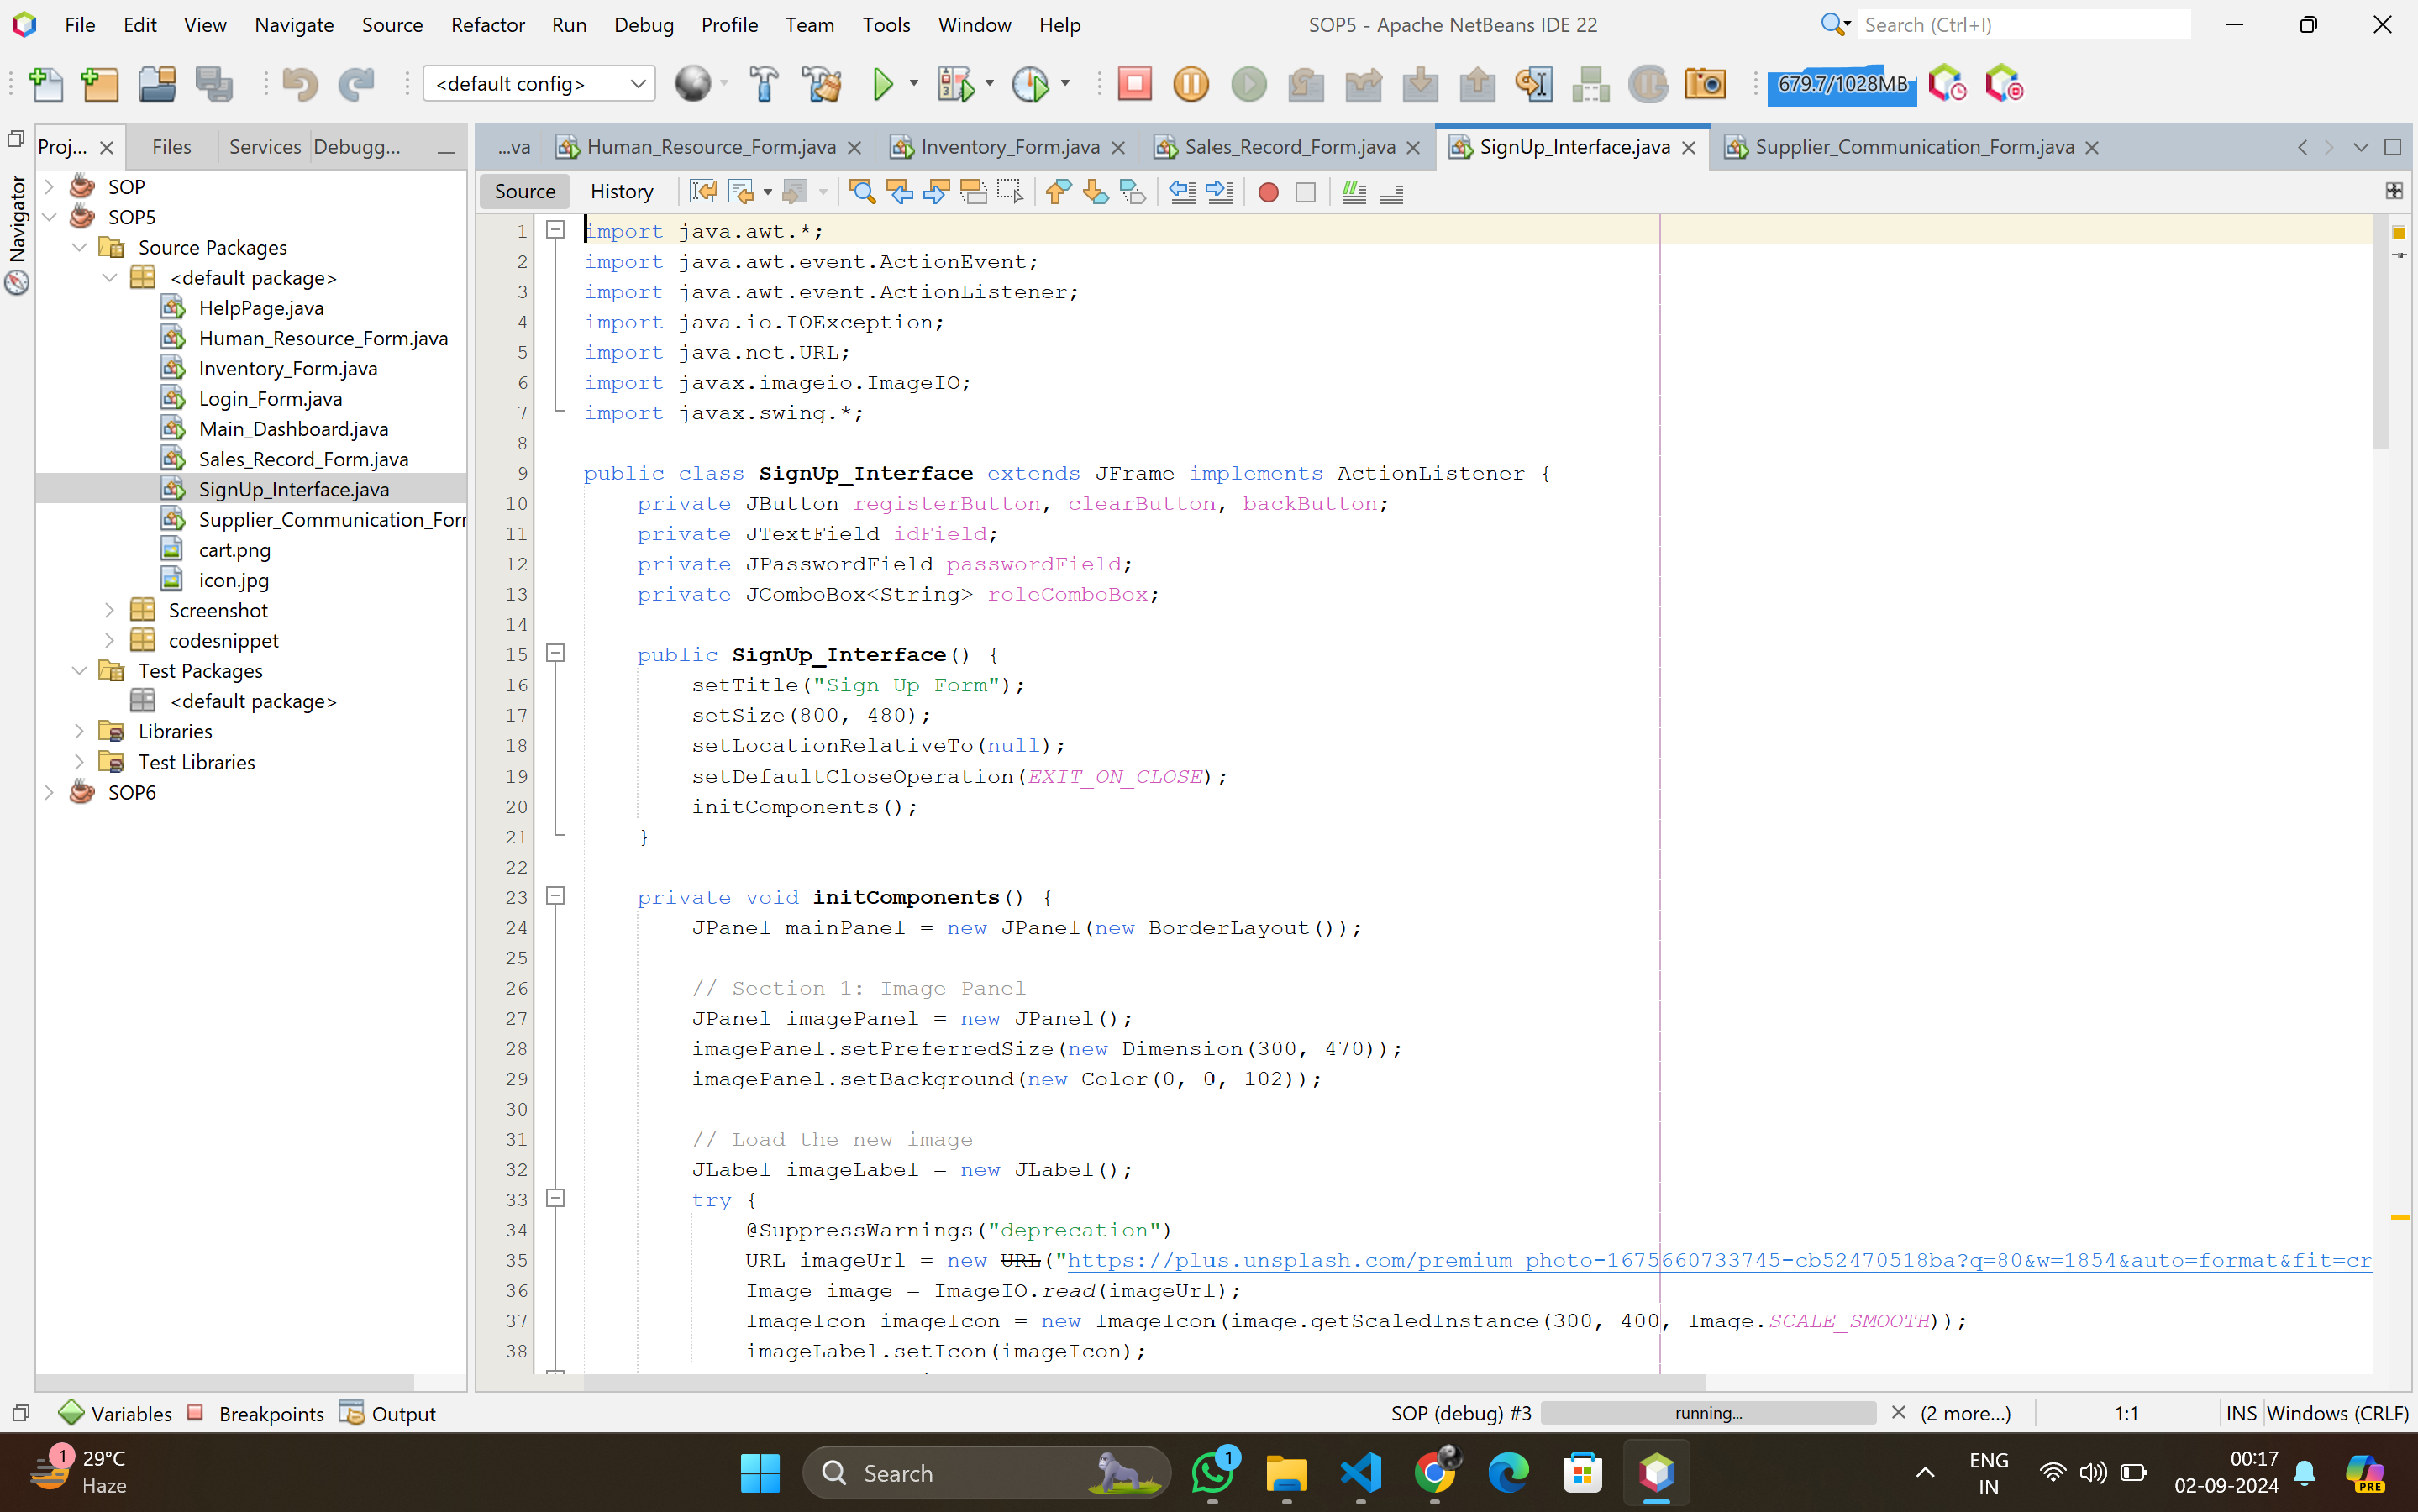 File Edit View Navigate Source Refactor Run Debug Profile Team Tools Window Help
SOP5 - Apache NetBeans IDE 22
Search (Ctrl+I)
<default config>
679.7/1028MB
Proj... Files Services Debugg...
Navigator
SOP
SOP5
Source Packages
<default package>
HelpPage.java
Human_Resource_Form.java
Inventory_Form.java
Login_Form.java
Main_Dashboard.java
Sales_Record_Form.java
SignUp_Interface.java
Supplier_Communication_For
cart.png
icon.jpg
Screenshot
codesnippet
Test Packages
<default package>
Libraries
Test Libraries
SOP6
...va Human_Resource_Form.java Inventory_Form.java Sales_Record_Form.java SignUp_Interface.java Supplier_Communication_Form.java
Source History
1 import java.awt.*;
2 import java.awt.event.ActionEvent;
3 import java.awt.event.ActionListener;
4 import java.io.IOException;
5 import java.net.URL;
6 import javax.imageio.ImageIO;
7 import javax.swing.*;
8
9 public class SignUp_Interface extends JFrame implements ActionListener {
10 private JButton registerButton, clearButton, backButton;
11 private JTextField idField;
12 private JPasswordField passwordField;
13 private JComboBox<String> roleComboBox;
14
15 public SignUp_Interface() {
16 setTitle("Sign Up Form");
17 setSize(800, 480);
18 setLocationRelativeTo(null);
19 setDefaultCloseOperation(EXIT_ON_CLOSE);
20 initComponents();
21 }
22
23 private void initComponents() {
24 JPanel mainPanel = new JPanel(new BorderLayout());
25
26 // Section 1: Image Panel
27 JPanel imagePanel = new JPanel();
28 imagePanel.setPreferredSize(new Dimension(300, 470));
29 imagePanel.setBackground(new Color(0, 0, 102));
30
31 // Load the new image
32 JLabel imageLabel = new JLabel();
33 try {
34 @SuppressWarnings("deprecation")
35 URL imageUrl = new URL("https://plus.unsplash.com/premium_photo-1675660733745-cb52470518ba?q=80&w=1854&auto=format&fit=cr
36 Image image = ImageIO.read(imageUrl);
37 ImageIcon imageIcon = new ImageIcon(image.getScaledInstance(300, 400, Image.SCALE_SMOOTH));
38 imageLabel.setIcon(imageIcon);
Variables Breakpoints Output
SOP (debug) #3 running... (2 more...) 1:1 INS Windows (CRLF)
1
29°C
Haze
Search
1
PRE
ENG
IN
00:17
02-09-2024